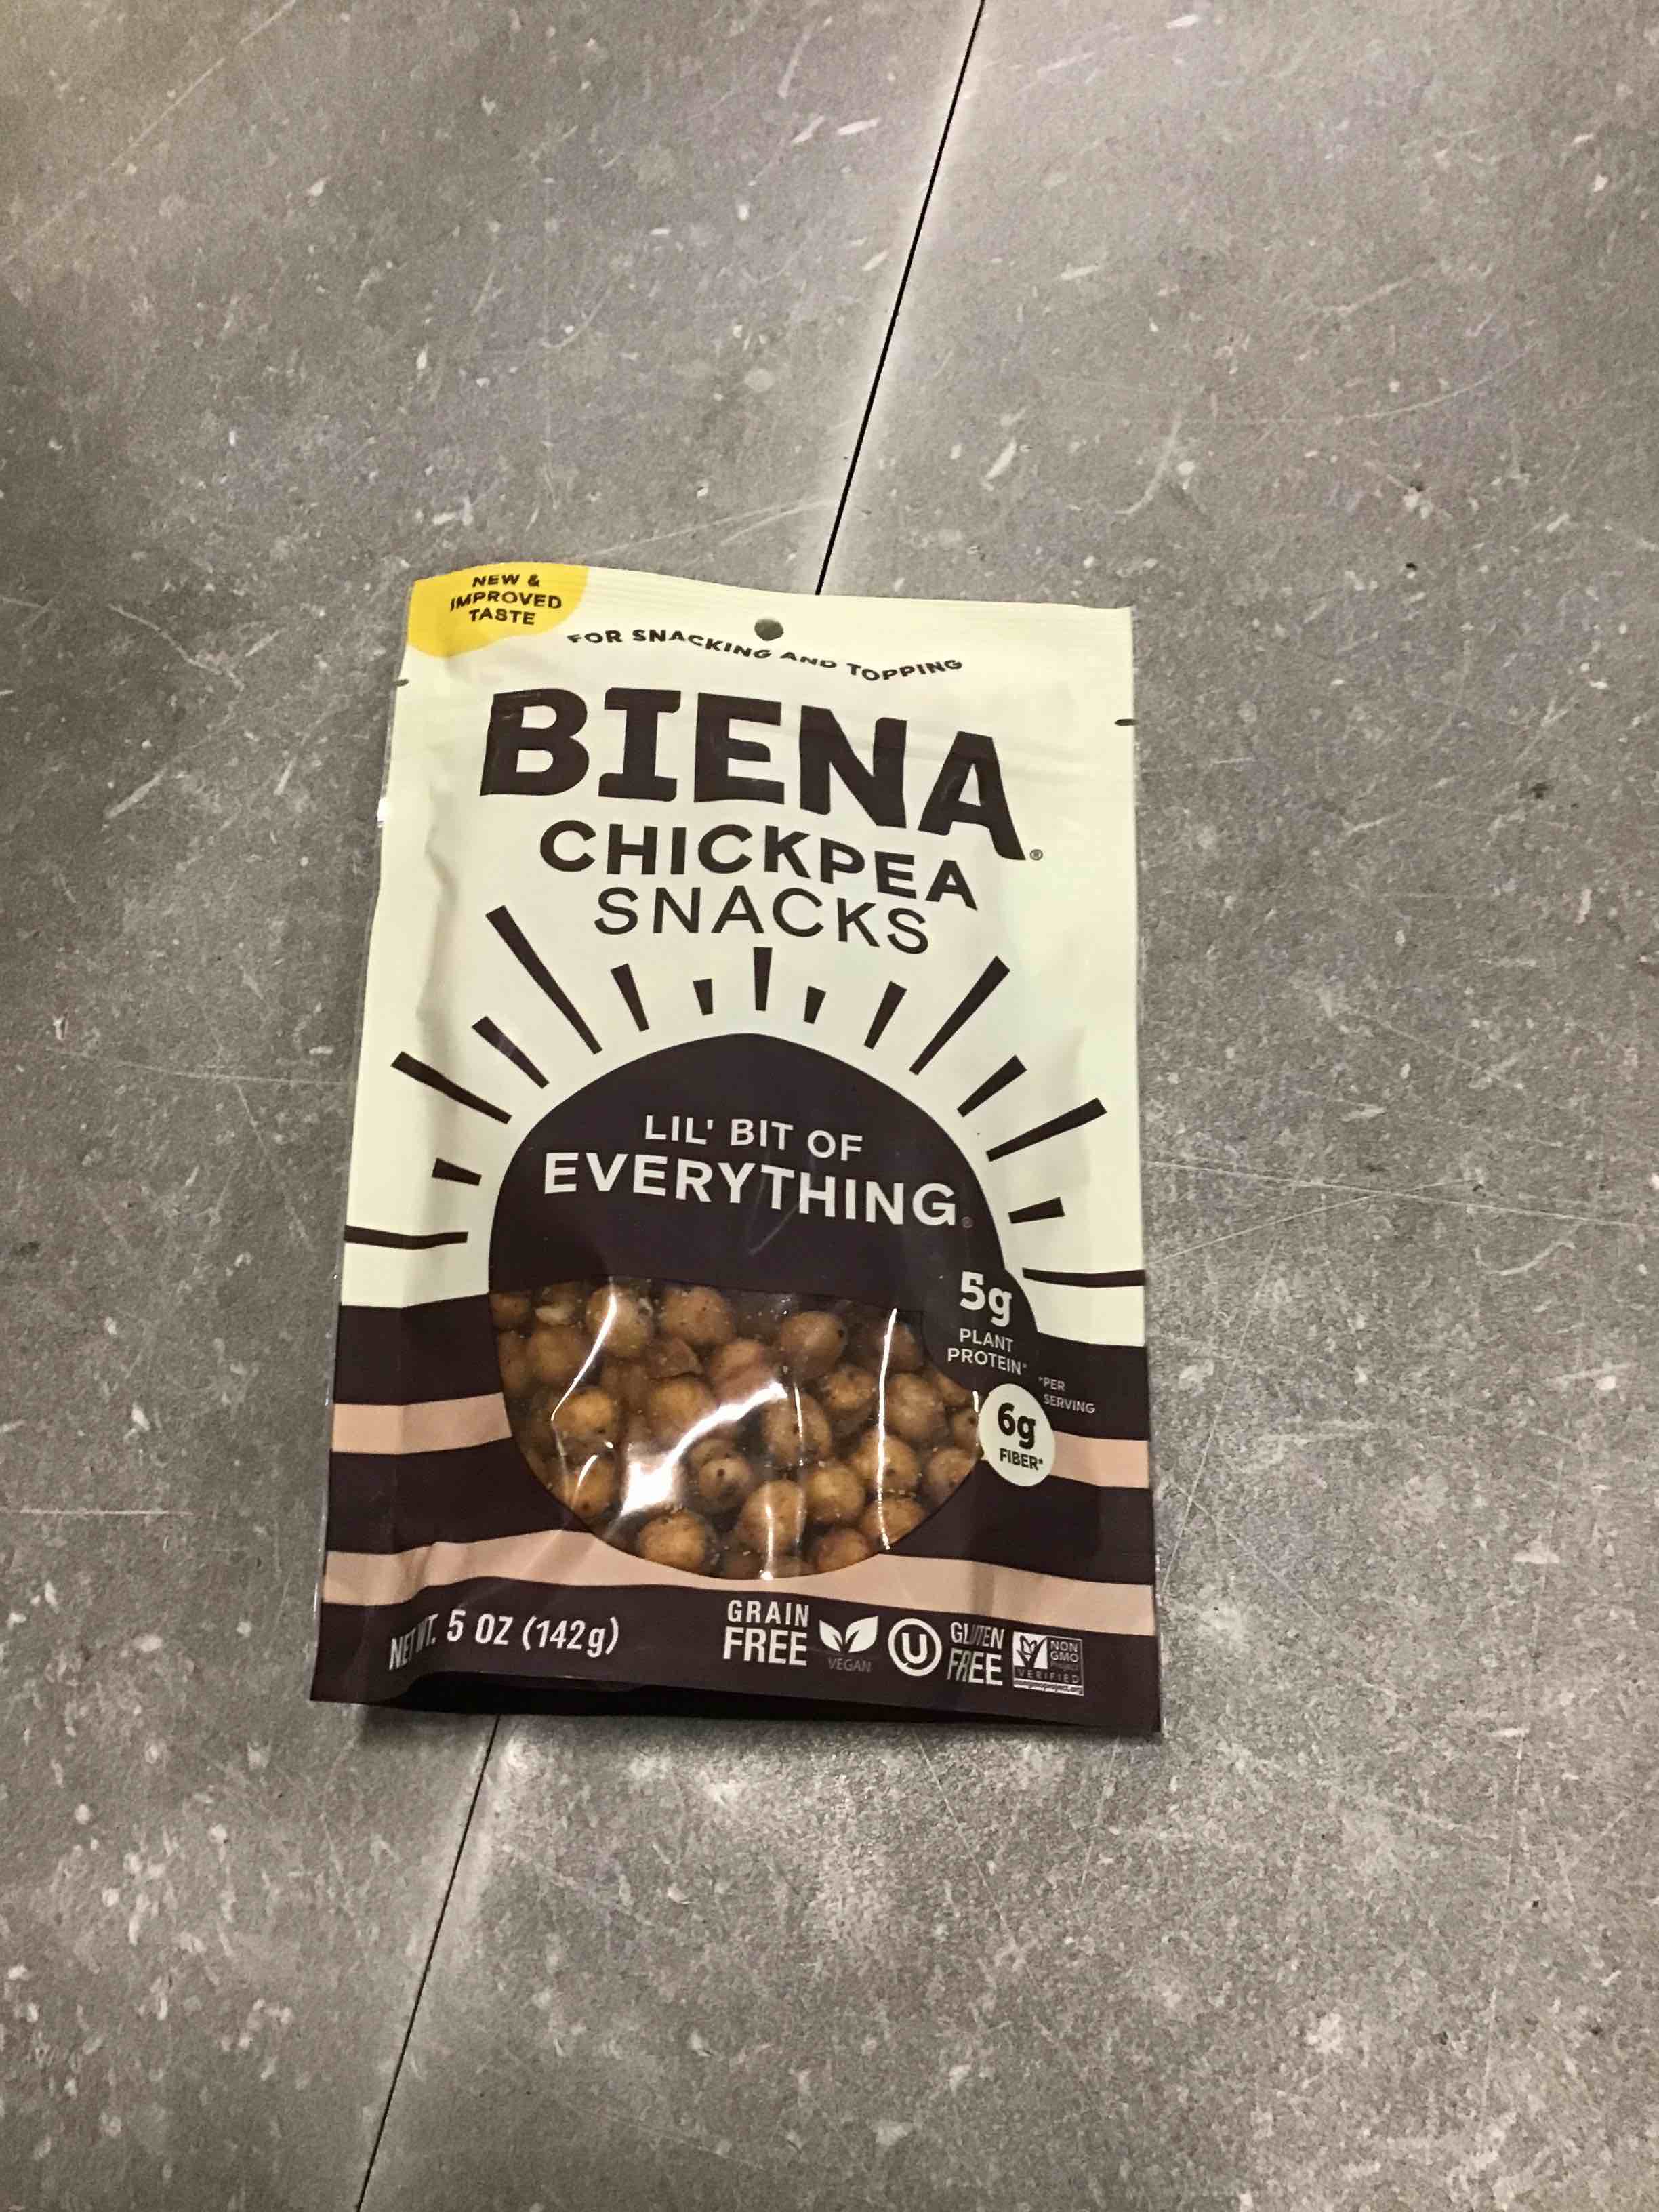 NEW &
IMPROVED
TASTE
FOR SNACKING AND TOPPING
BIENA®
CHICKPEA
SNACKS
LIL' BIT OF
EVERYTHING®
5g
PLANT
PROTEIN*
*PER
SERVING
6g
FIBER*
NET WT. 5 OZ (142g)
GRAIN
FREE
VEGAN
U
GLUTEN
FREE
NON
GMO
Project
VERIFIED